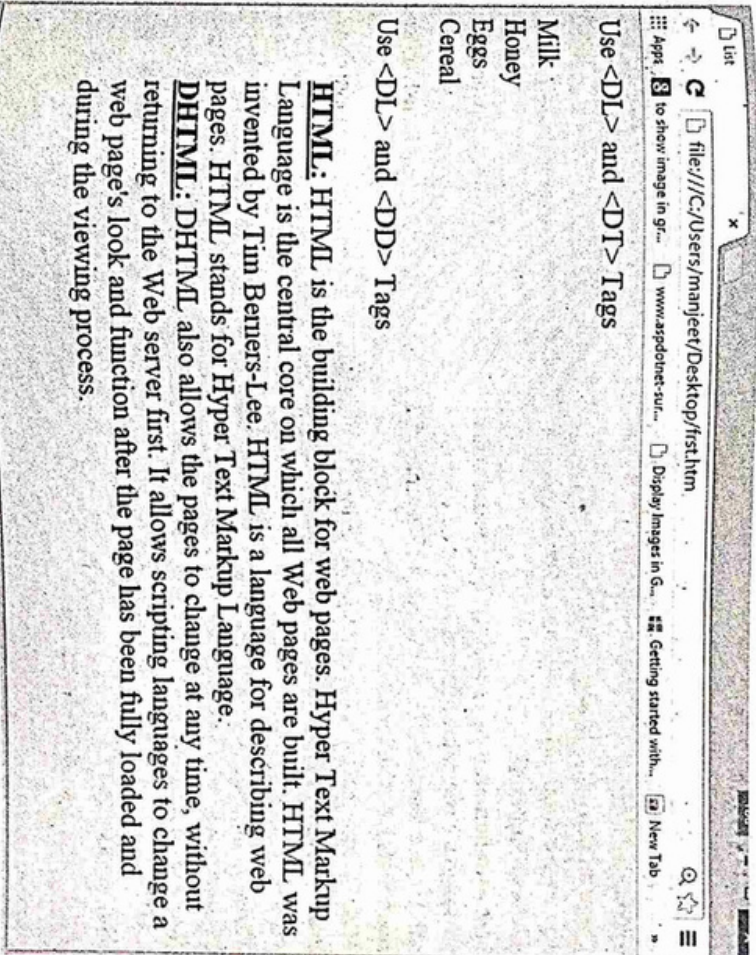 List ×
file:///C:/Users/manjeet/Desktop/frst.htm
Apps 8 to show image in gr... www.aspdotnet-sur... Display Images in G... Getting started with... New Tab »
Use <DL> and <DT> Tags
Milk
Honey
Eggs
Cereal
Use <DL> and <DD> Tags
HTML: HTML is the building block for web pages. Hyper Text Markup
Language is the central core on which all Web pages are built. HTML was
invented by Tim Berners-Lee. HTML is a language for describing web
pages. HTML stands for Hyper Text Markup Language.
DHTML: DHTML also allows the pages to change at any time, without
returning to the Web server first. It allows scripting languages to change a
web page's look and function after the page has been fully loaded and
during the viewing process.